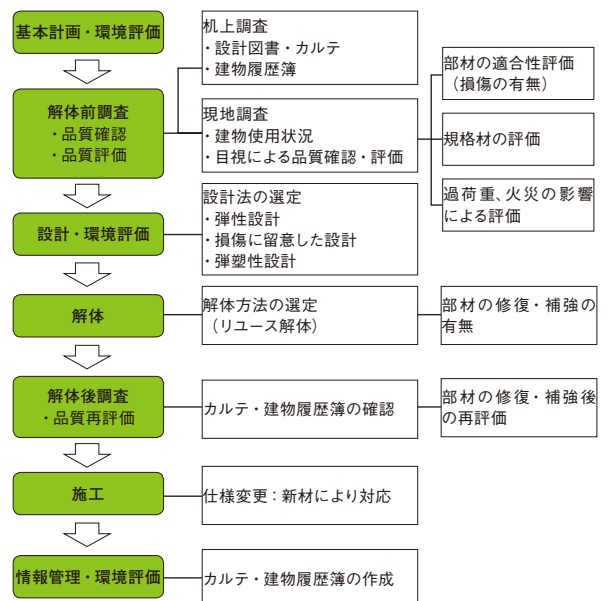 基本計画・環境評価
机上調査
・設計図書・カルテ
・建物履歴簿
解体前調査
・品質確認
・品質評価
現地調査
・建物使用状況
・目視による品質確認・評価
部材の適合性評価
（損傷の有無）
規格材の評価
過荷重、火災の影響
による評価
設計・環境評価
設計法の選定
・弾性設計
・損傷に留意した設計
・弾塑性設計
解体
解体方法の選定
（リユース解体）
部材の修復・補強の
有無
解体後調査
・品質再評価
カルテ・建物履歴簿の確認
部材の修復・補強後
の再評価
施工
仕様変更：新材により対応
情報管理・環境評価
カルテ・建物履歴簿の作成